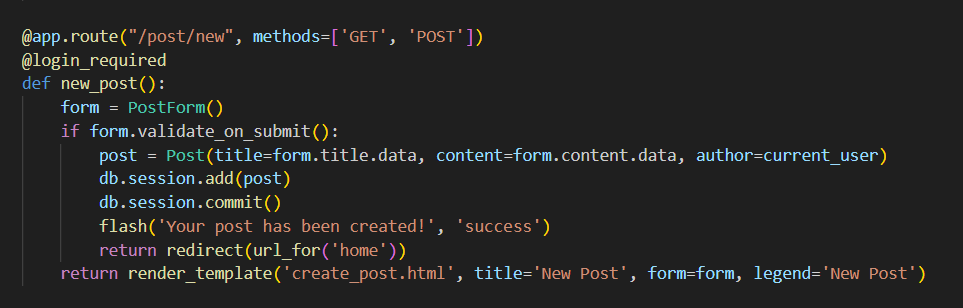 @app.route("/post/new", methods=['GET', 'POST'])
@login_required
def new_post():
    form = PostForm()
    if form.validate_on_submit():
        post = Post(title=form.title.data, content=form.content.data, author=current_user)
        db.session.add(post)
        db.session.commit()
        flash('Your post has been created!', 'success')
        return redirect(url_for('home'))
    return render_template('create_post.html', title='New Post', form=form, legend='New Post')